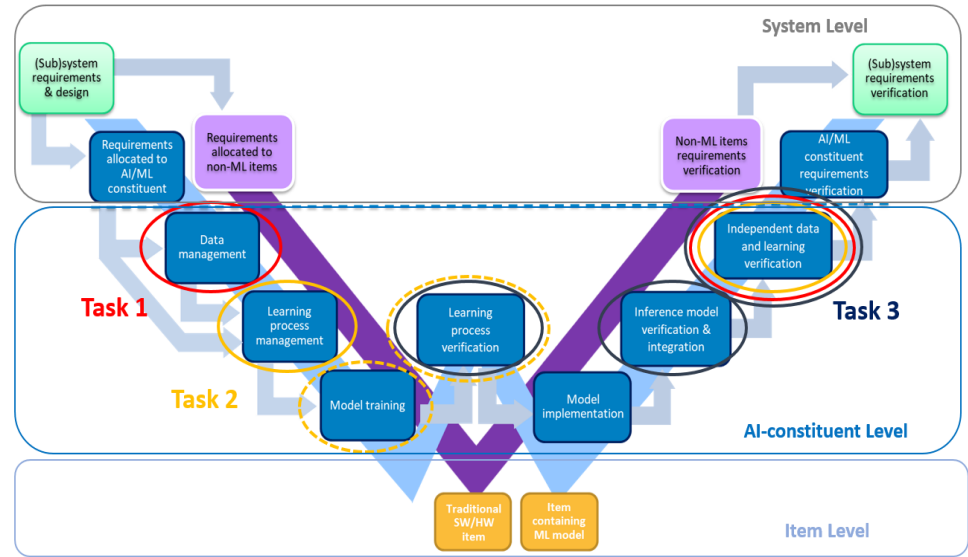 System Level
(Sub)system
requirements
& design
(Sub)system
requirements
verification
Requirements
allocated to
AI/ML
constituent
Requirements
allocated to
non-ML items
Non-ML items
requirements
verification
AI/ML
constituent
requirements
verification
Data
management
Independent data
and learning
verification
Task 1
Learning
process
management
Learning
process
verification
Inference model
verification &
integration
Task 3
Task 2
Model training
Model
implementation
AI-constituent Level
Traditional
SW/HW
item
Item
containing
ML model
Item Level